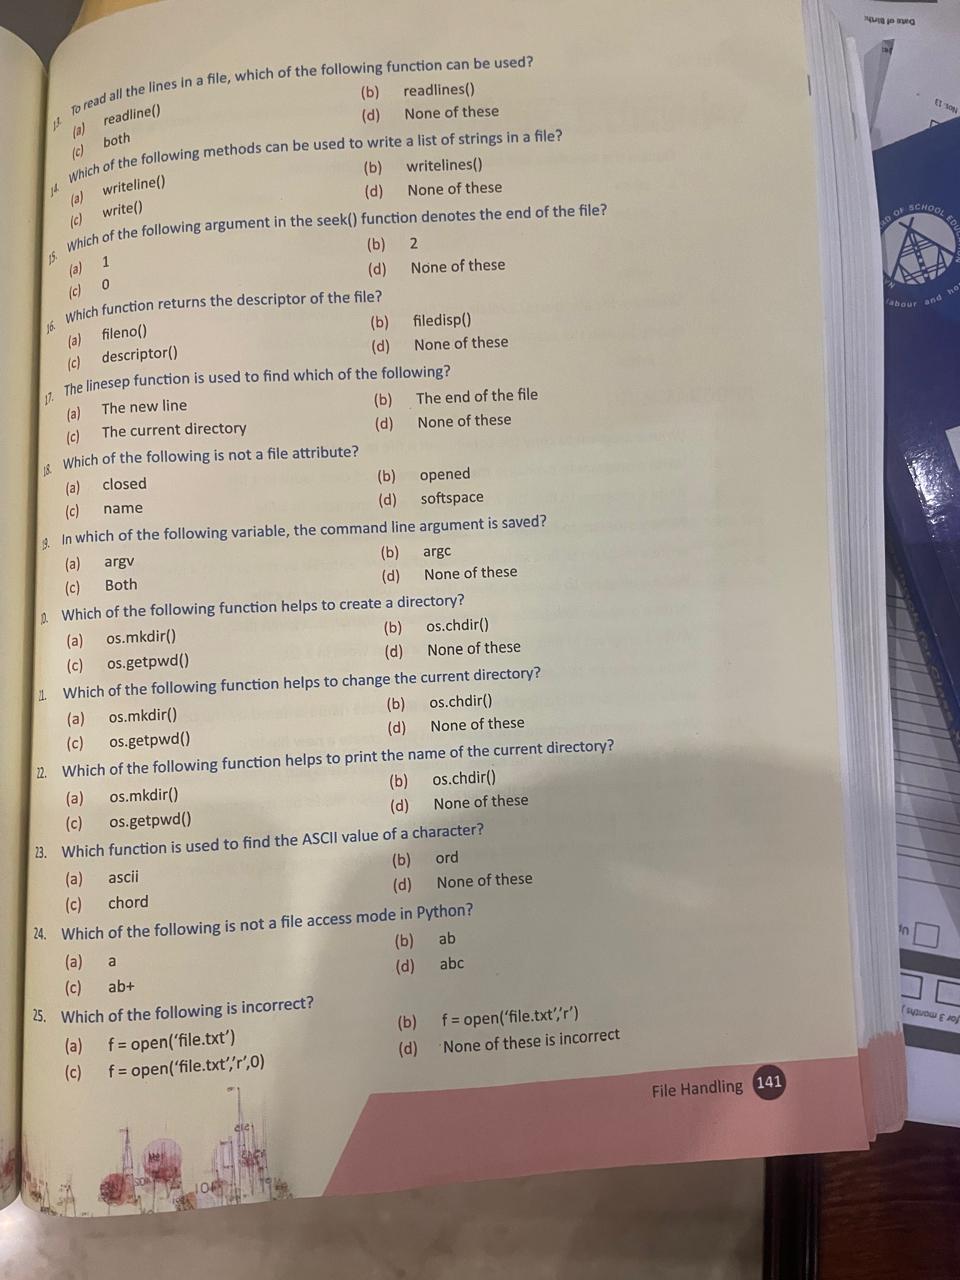 13. To read all the lines in a file, which of the following function can be used?
(a) readline() (b) readlines()
(c) both (d) None of these
14. Which of the following methods can be used to write a list of strings in a file?
(a) writeline() (b) writelines()
(c) write() (d) None of these
15. Which of the following argument in the seek() function denotes the end of the file?
(a) 1 (b) 2
(c) 0 (d) None of these
16. Which function returns the descriptor of the file?
(a) fileno() (b) filedisp()
(c) descriptor() (d) None of these
17. The linesep function is used to find which of the following?
(a) The new line (b) The end of the file
(c) The current directory (d) None of these
18. Which of the following is not a file attribute?
(a) closed (b) opened
(c) name (d) softspace
9. In which of the following variable, the command line argument is saved?
(a) argv (b) argc
(c) Both (d) None of these
0. Which of the following function helps to create a directory?
(a) os.mkdir() (b) os.chdir()
(c) os.getpwd() (d) None of these
21. Which of the following function helps to change the current directory?
(a) os.mkdir() (b) os.chdir()
(c) os.getpwd() (d) None of these
22. Which of the following function helps to print the name of the current directory?
(a) os.mkdir() (b) os.chdir()
(c) os.getpwd() (d) None of these
23. Which function is used to find the ASCII value of a character?
(a) ascii (b) ord
(c) chord (d) None of these
24. Which of the following is not a file access mode in Python?
(a) a (b) ab
(c) ab+ (d) abc
25. Which of the following is incorrect?
(a) f = open('file.txt') (b) f = open('file.txt','r')
(c) f = open('file.txt','r',0) (d) None of these is incorrect
File Handling 141
Date of Birth:
OF SCHOOL
labour and
for 3 months